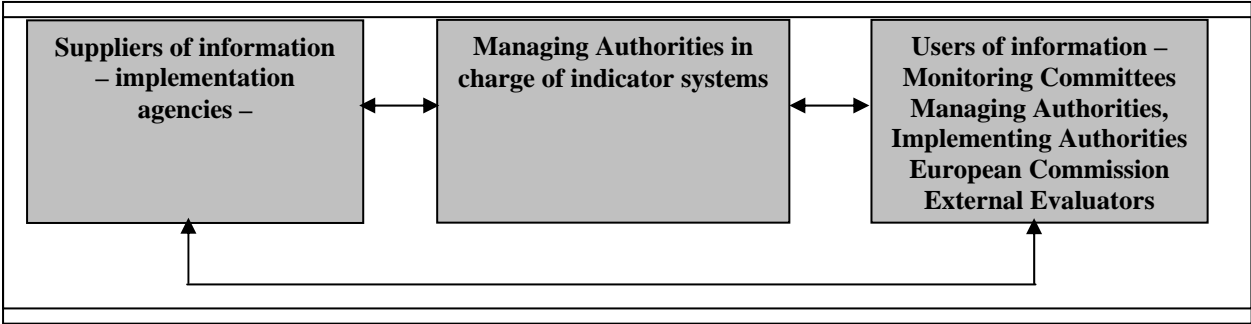 Suppliers of information
– implementation
agencies –
Managing Authorities in
charge of indicator systems
Users of information –
Monitoring Committees
Managing Authorities,
Implementing Authorities
European Commission
External Evaluators